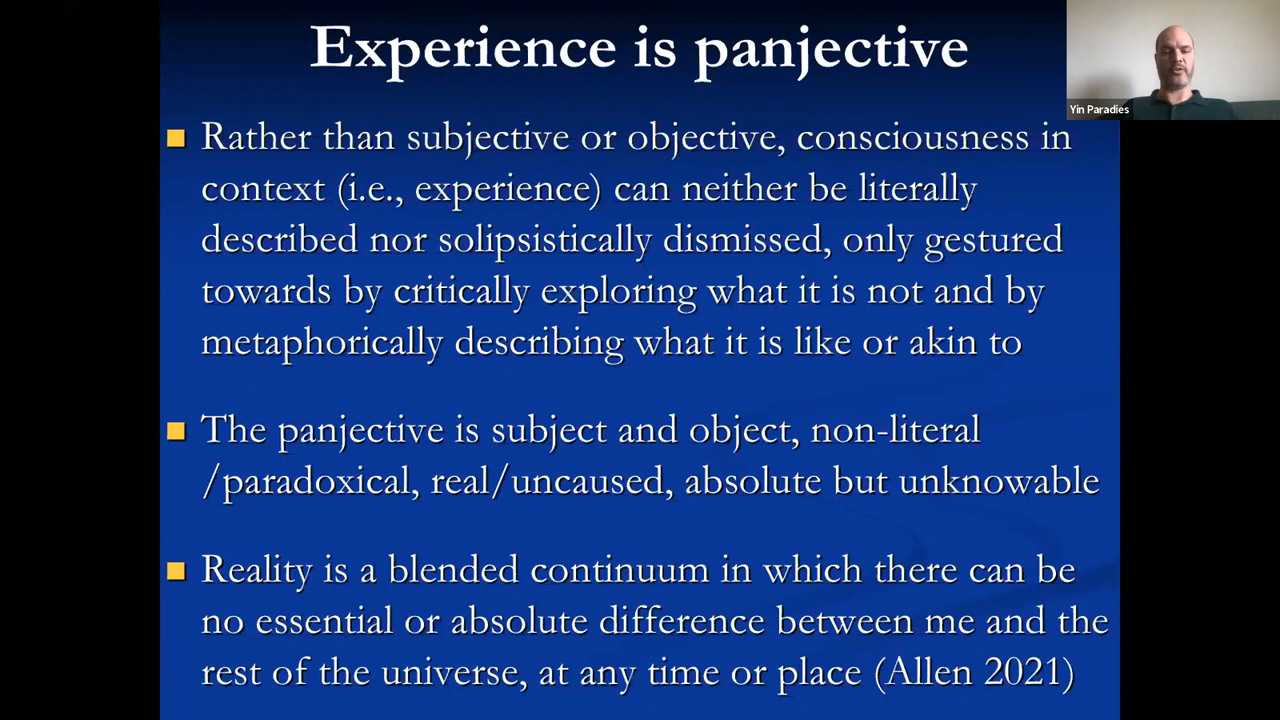 Experience is panjective
Yin Paradies
Rather than subjective or objective, consciousness in
context (i.e., experience) can neither be literally
described nor solipsistically dismissed, only gestured
towards by critically exploring what it is not and by
metaphorically describing what it is like or akin to
The panjective is subject and object, non-literal
/paradoxical, real/uncaused, absolute but unknowable
Reality is a blended continuum in which there can be
no essential or absolute difference between me and the
rest of the universe, at any time or place (Allen 2021)